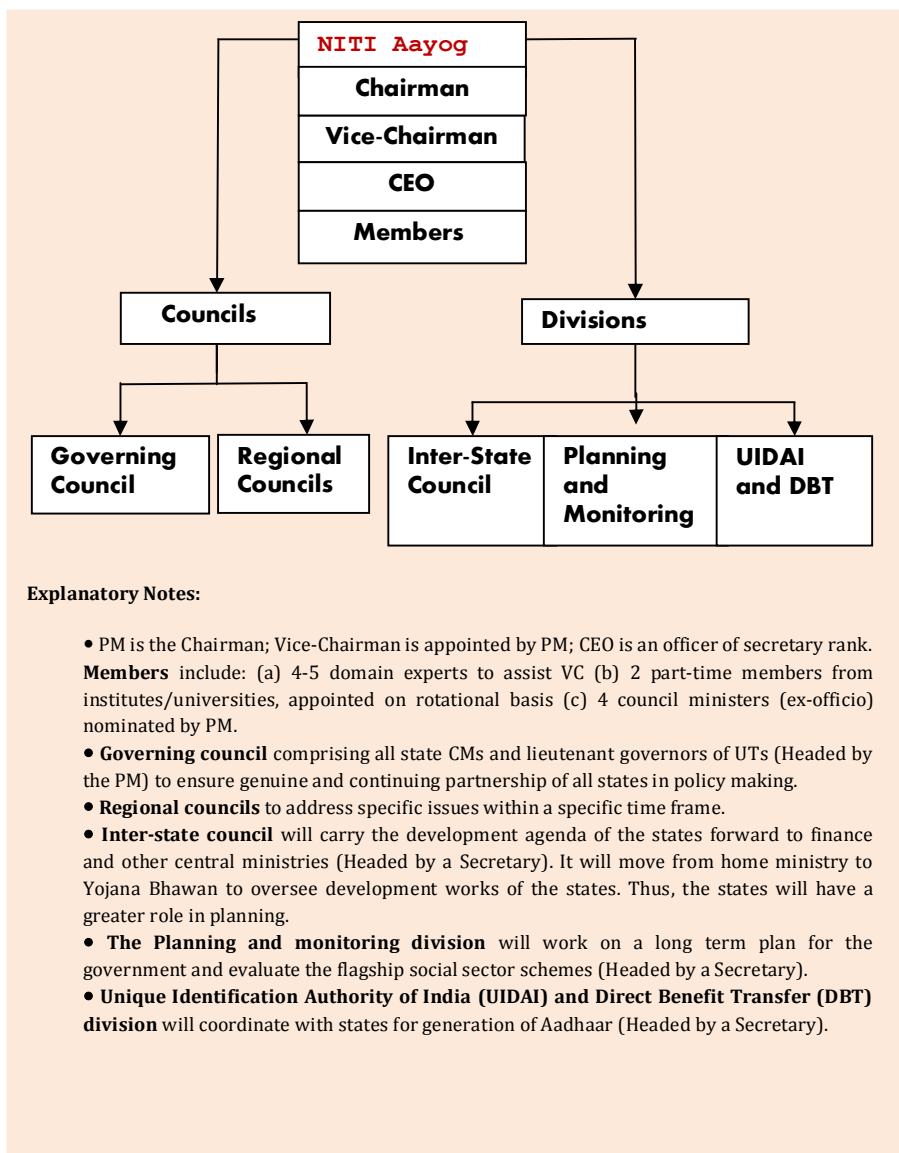 NITI Aayog
Chairman
Vice-Chairman
CEO
Members
Councils
Divisions
Governing
Council
Regional
Councils
Inter-State
Council
Planning
and
Monitoring
UIDAI
and DBT
Explanatory Notes:
• PM is the Chairman; Vice-Chairman is appointed by PM; CEO is an officer of secretary rank.
Members include: (a) 4-5 domain experts to assist VC (b) 2 part-time members from
institutes/universities, appointed on rotational basis (c) 4 council ministers (ex-officio)
nominated by PM.
• Governing council comprising all state CMs and lieutenant governors of UTs (Headed by
the PM) to ensure genuine and continuing partnership of all states in policy making.
• Regional councils to address specific issues within a specific time frame.
• Inter-state council will carry the development agenda of the states forward to finance
and other central ministries (Headed by a Secretary). It will move from home ministry to
Yojana Bhawan to oversee development works of the states. Thus, the states will have a
greater role in planning.
• The Planning and monitoring division will work on a long term plan for the
government and evaluate the flagship social sector schemes (Headed by a Secretary).
• Unique Identification Authority of India (UIDAI) and Direct Benefit Transfer (DBT)
division will coordinate with states for generation of Aadhaar (Headed by a Secretary).